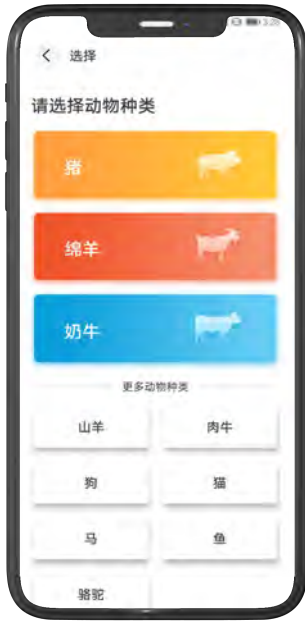 选择
请选择动物种类
猪
绵羊
奶牛
更多动物种类
山羊 肉牛
狗 猫
马 鱼
骆驼